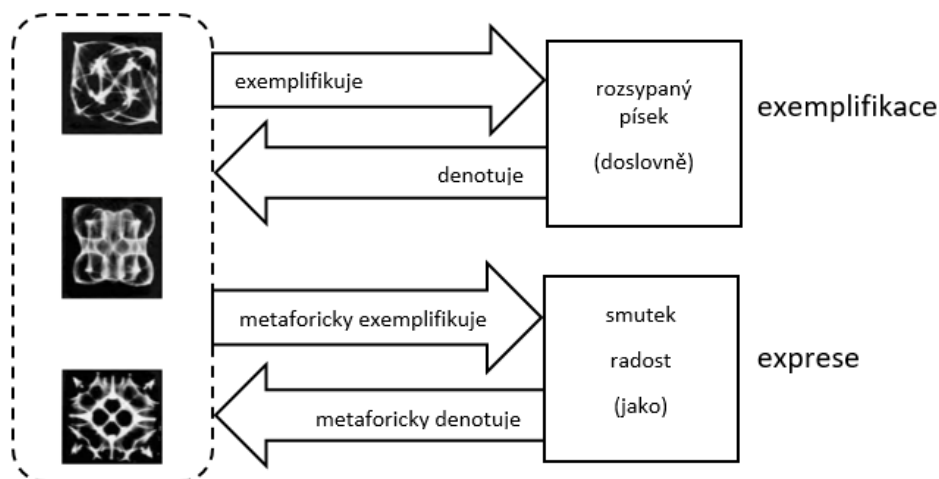 exemplifikuje
rozsypaný
písek
(doslovně)
exemplifikace
denotuje
metaforicky exemplifikuje
smutek
radost
(jako)
exprese
metaforicky denotuje